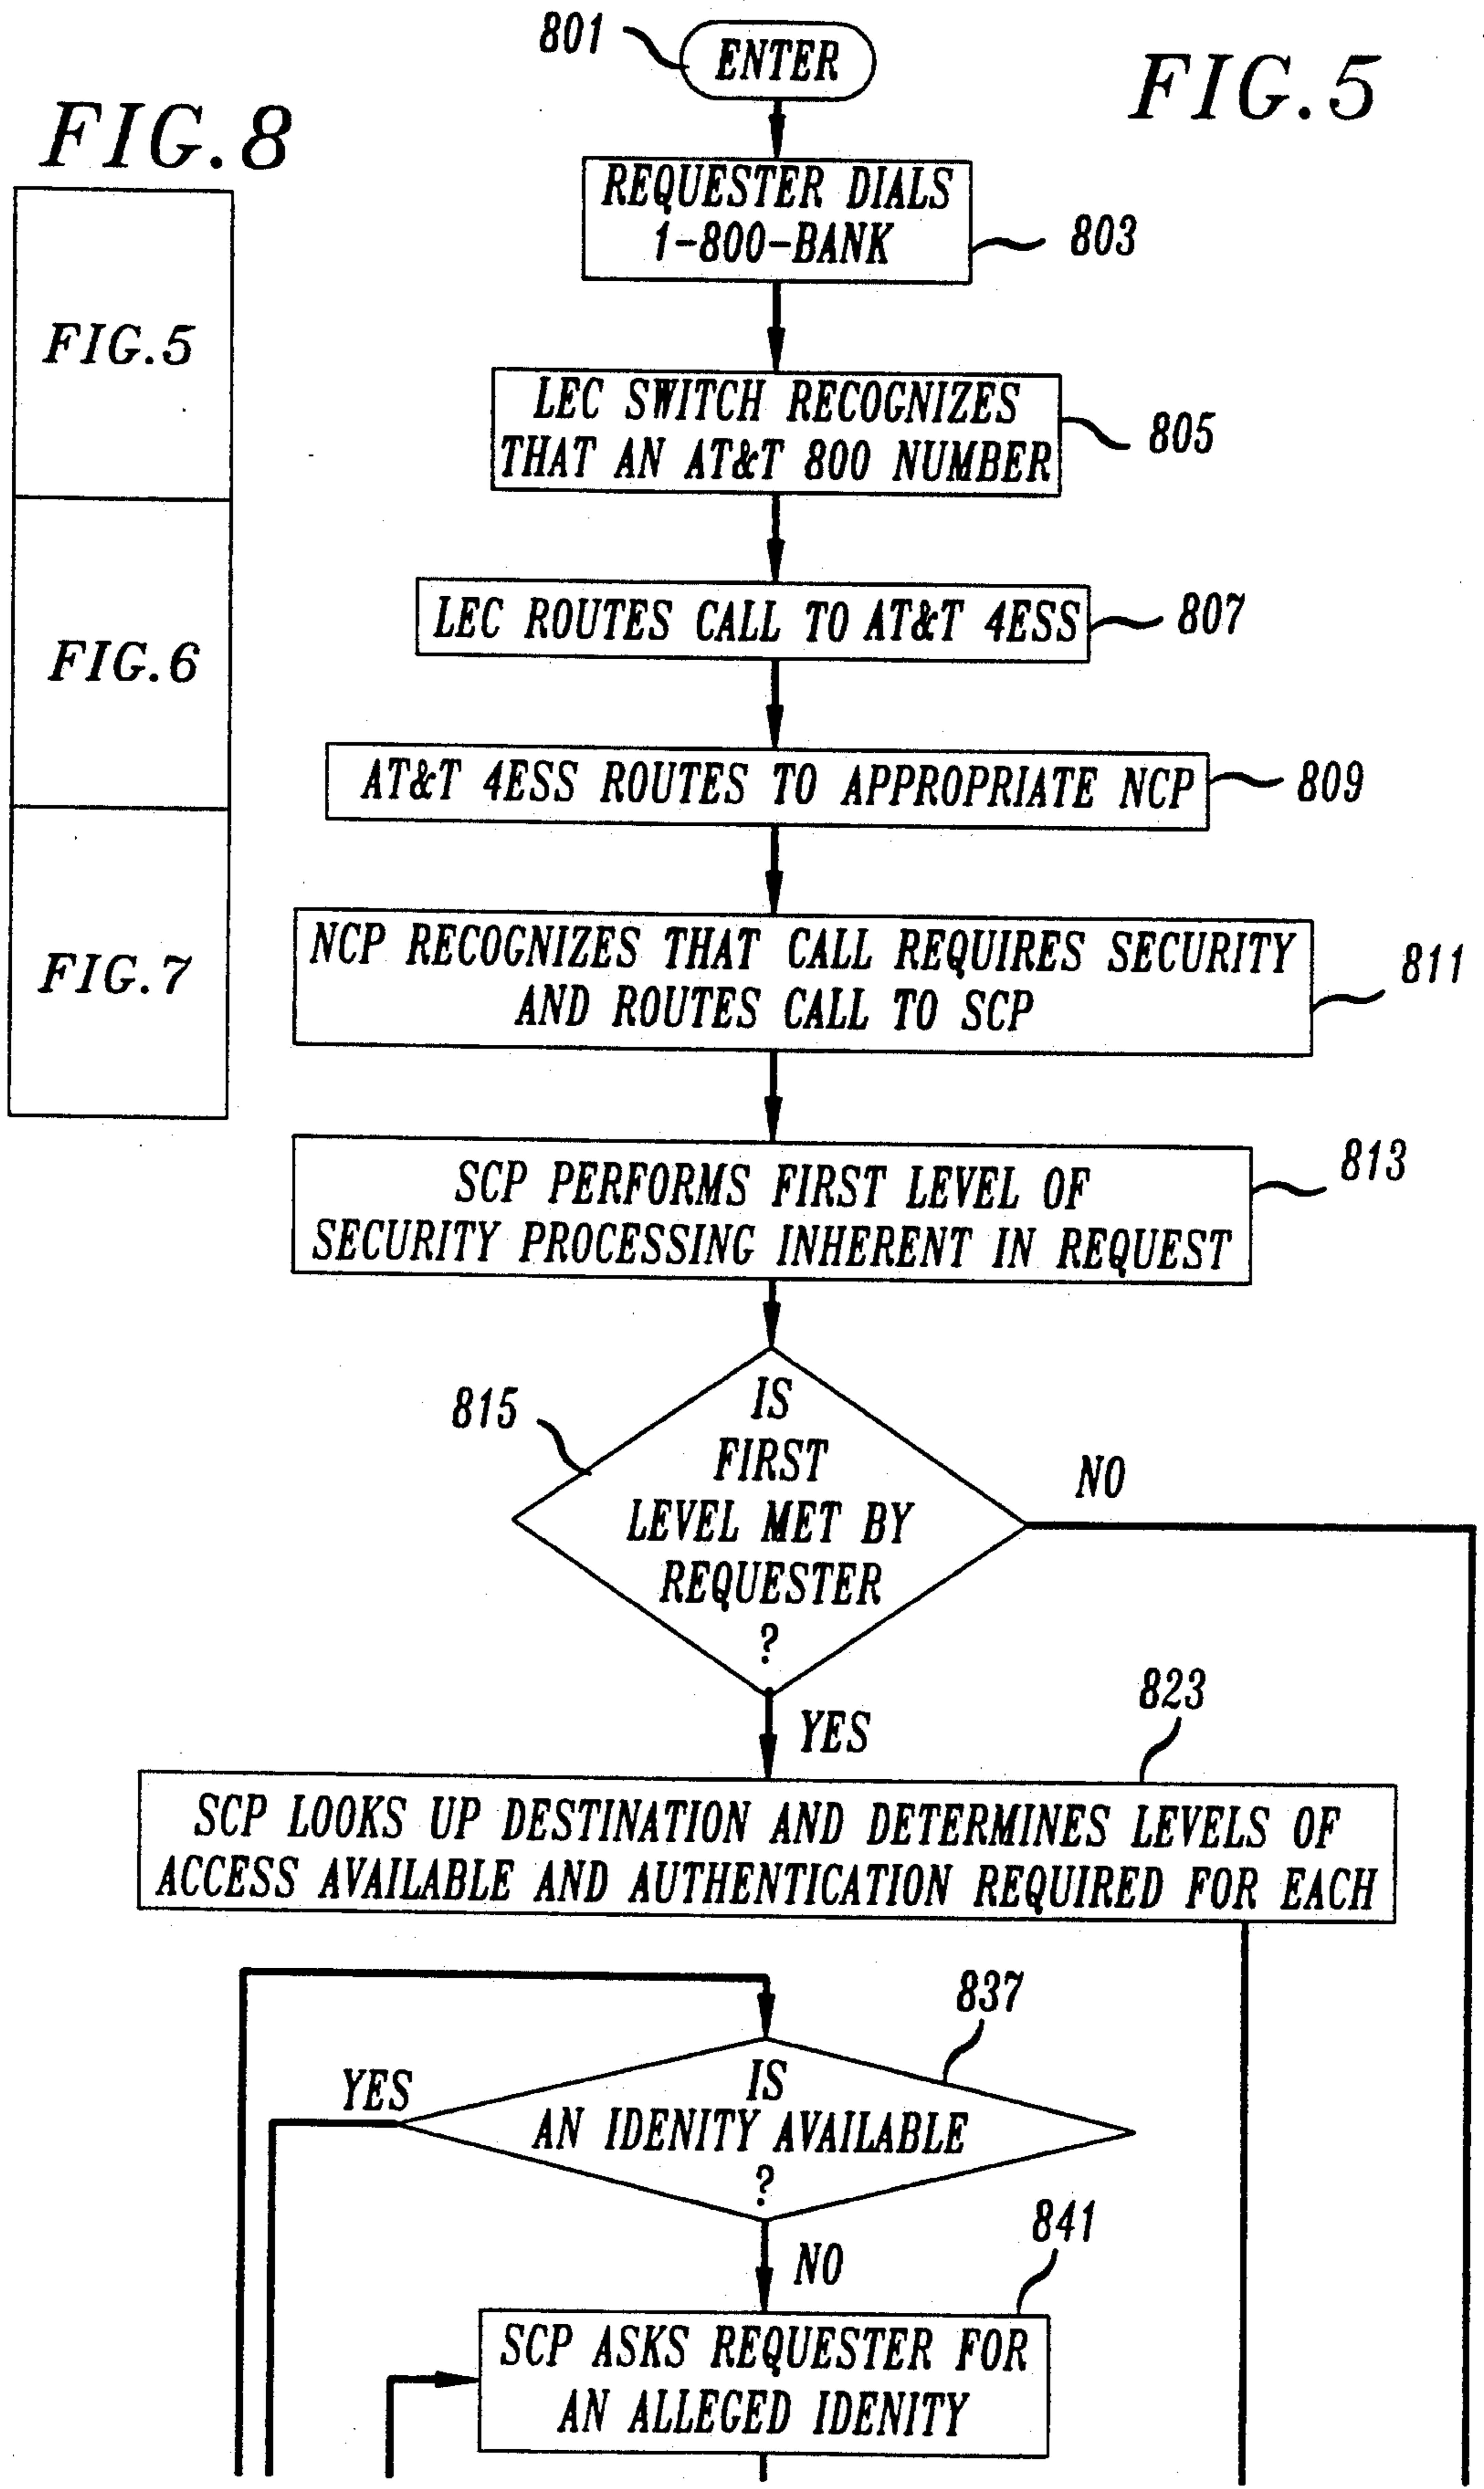 801
ENTER
FIG.5
FIG.8
FIG.5
FIG.6
FIG.7
REQUESTER DIALS
1-800-BANK
803
LEC SWITCH RECOGNIZES
THAT AN AT&T 800 NUMBER
805
LEC ROUTES CALL TO AT&T 4ESS
807
AT&T 4ESS ROUTES TO APPROPRIATE NCP
809
NCP RECOGNIZES THAT CALL REQUIRES SECURITY
AND ROUTES CALL TO SCP
811
SCP PERFORMS FIRST LEVEL OF
SECURITY PROCESSING INHERENT IN REQUEST
813
815
IS
FIRST
LEVEL MET BY
REQUESTER
?
NO
YES
823
SCP LOOKS UP DESTINATION AND DETERMINES LEVELS OF
ACCESS AVAILABLE AND AUTHENTICATION REQUIRED FOR EACH
837
YES
IS
AN IDENITY AVAILABLE
?
NO
841
SCP ASKS REQUESTER FOR
AN ALLEGED IDENITY